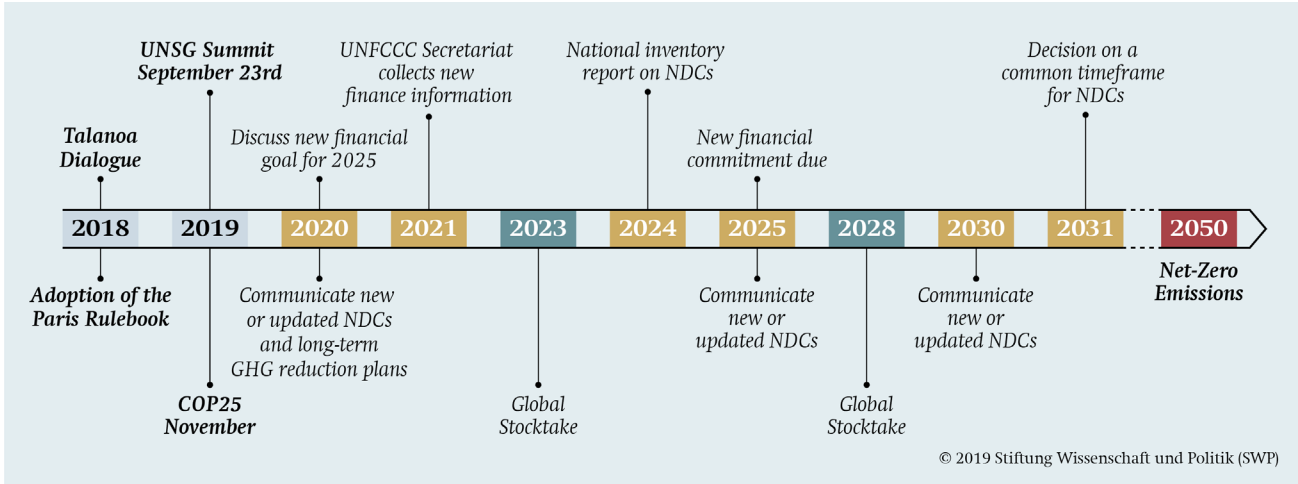 UNSG Summit
September 23rd
UNFCCC Secretariat
collects new
finance information
National inventory
report on NDCs
Decision on a
common timeframe
for NDCs
Talanoa
Dialogue
Discuss new financial
goal for 2025
New financial
commitment due
2018
2019
2020
2021
2023
2024
2025
2028
2030
2031
2050
Adoption of the
Paris Rulebook
Communicate new
or updated NDCs
and long-term
GHG reduction plans
Communicate
new or
updated NDCs
Communicate
new or
updated NDCs
Net-Zero
Emissions
COP25
November
Global
Stocktake
Global
Stocktake
© 2019 Stiftung Wissenschaft und Politik (SWP)